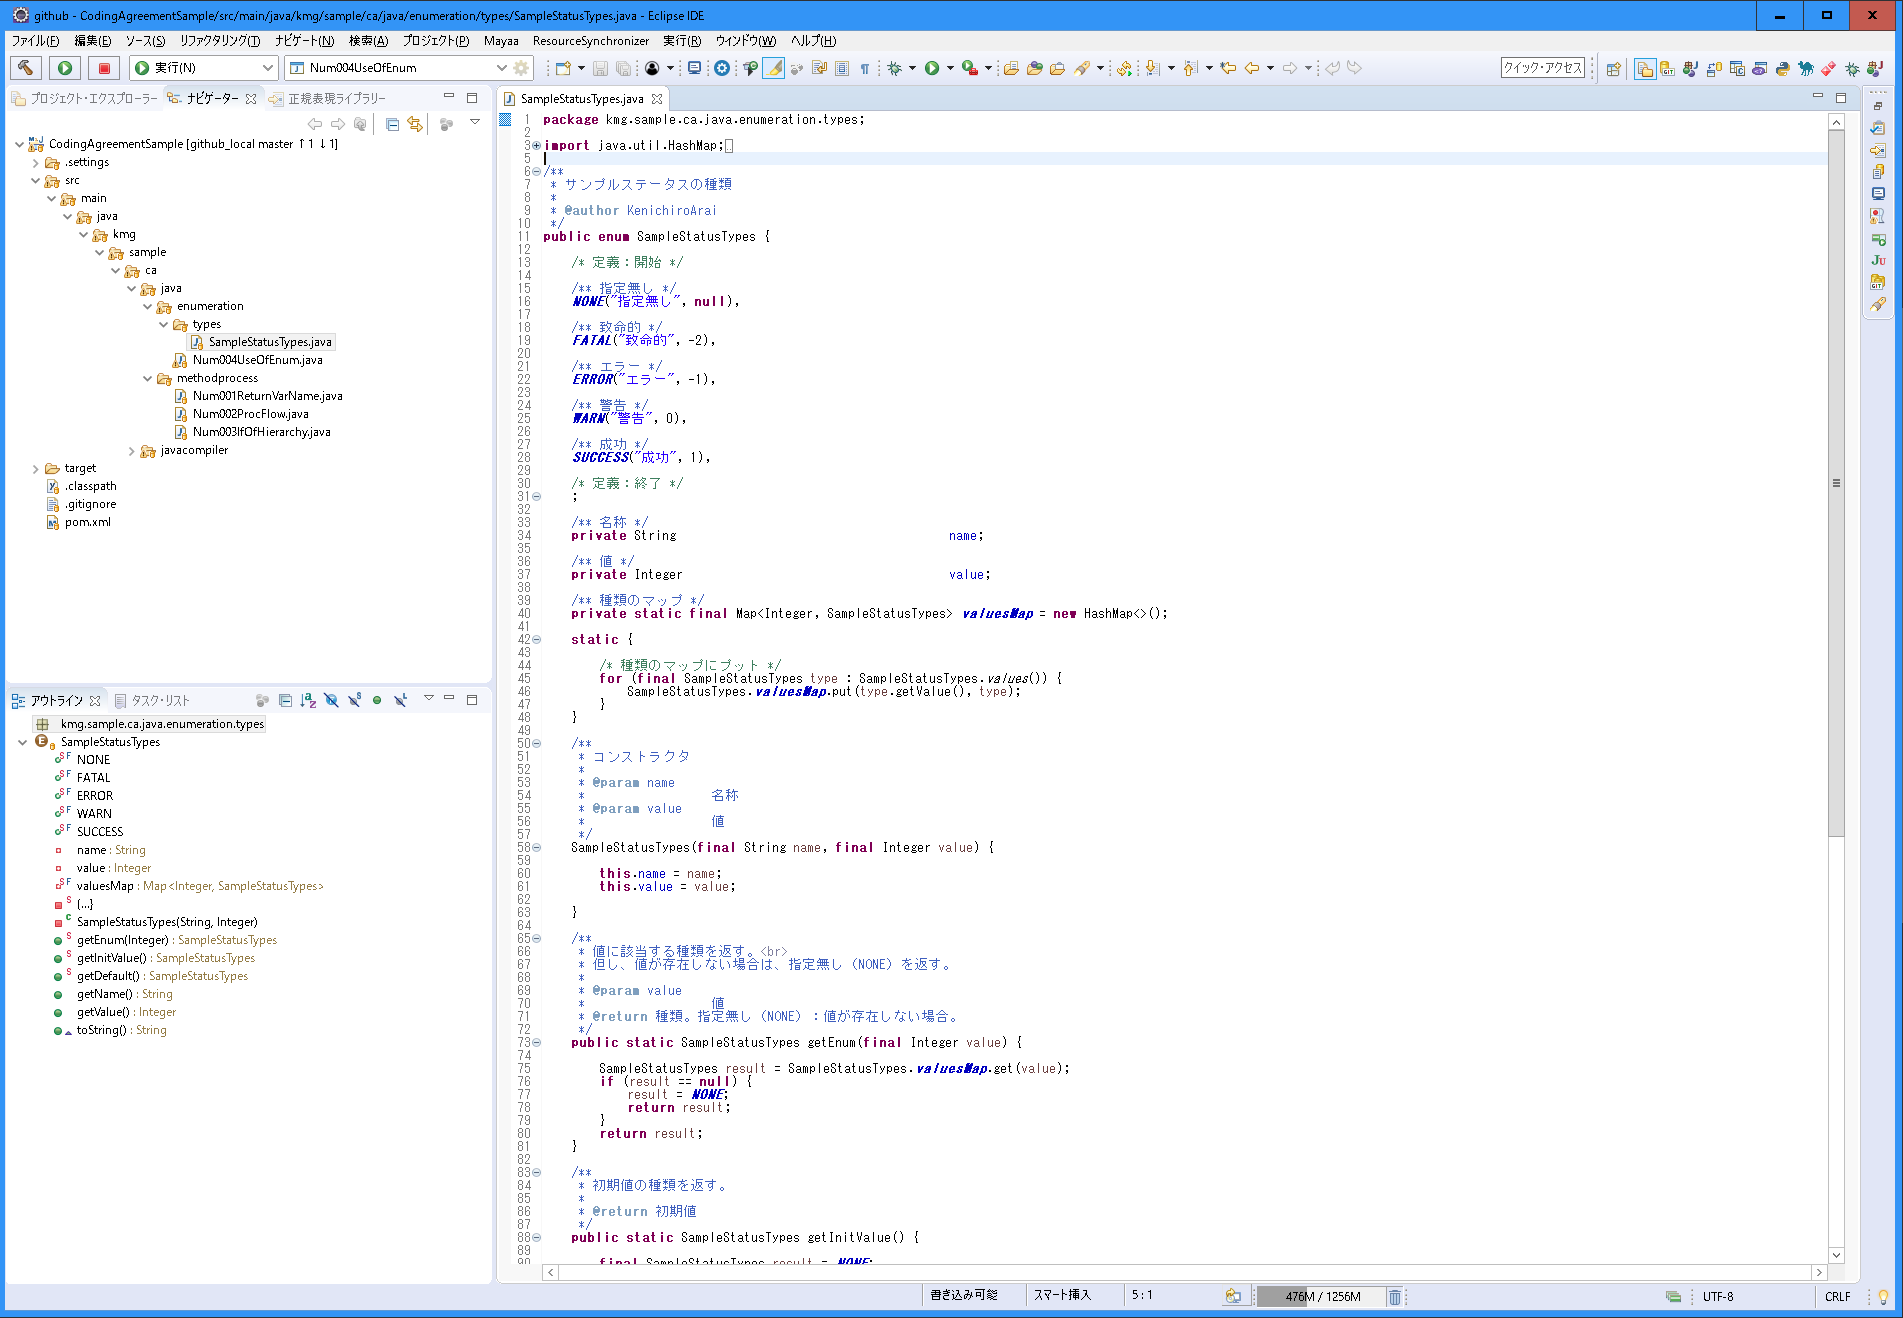 github - CodingAgreementSample/src/main/java/kmg/sample/ca/java/enumeration/types/SampleStatusTypes.java - Eclipse IDE
ファイル(F) 編集(E) ソース(S) リファクタリング(T) ナビゲート(N) 検索(A) プロジェクト(P) Mayaa ResourceSynchronizer 実行(R) ウィンドウ(W) ヘルプ(H)
実行(N) Num004UseOfEnum クイック・アクセス
プロジェクト・エクスプローラー ナビゲーター 正規表現ライブラリー
CodingAgreementSample [github_local master ↑1 ↓1]
.settings
src
main
java
kmg
sample
ca
java
enumeration
types
SampleStatusTypes.java
Num004UseOfEnum.java
methodprocess
Num001ReturnVarName.java
Num002ProcFlow.java
Num003IfOfHierarchy.java
javacompiler
target
.classpath
.gitignore
pom.xml
アウトライン タスク・リスト
kmg.sample.ca.java.enumeration.types
SampleStatusTypes
NONE
FATAL
ERROR
WARN
SUCCESS
name : String
value : Integer
valuesMap : Map<Integer, SampleStatusTypes>
{...}
SampleStatusTypes(String, Integer)
getEnum(Integer) : SampleStatusTypes
getInitValue() : SampleStatusTypes
getDefault() : SampleStatusTypes
getName() : String
getValue() : Integer
toString() : String
SampleStatusTypes.java
1 package kmg.sample.ca.java.enumeration.types;
2
3 import java.util.HashMap;
5
6 /**
7 * サンプルステータスの種類
8 *
9 * @author KenichiroArai
10 */
11 public enum SampleStatusTypes {
12
13 /* 定義：開始 */
14
15 /** 指定無し */
16 NONE("指定無し", null),
17
18 /** 致命的 */
19 FATAL("致命的", -2),
20
21 /** エラー */
22 ERROR("エラー", -1),
23
24 /** 警告 */
25 WARN("警告", 0),
26
27 /** 成功 */
28 SUCCESS("成功", 1),
29
30 /* 定義：終了 */
31 ;
32
33 /** 名称 */
34 private String name;
35
36 /** 値 */
37 private Integer value;
38
39 /** 種類のマップ */
40 private static final Map<Integer, SampleStatusTypes> valuesMap = new HashMap<>();
41
42 static {
43
44 /* 種類のマップにプット */
45 for (final SampleStatusTypes type : SampleStatusTypes.values()) {
46 SampleStatusTypes.valuesMap.put(type.getValue(), type);
47 }
48 }
49
50 /**
51 * コンストラクタ
52 *
53 * @param name
54 * 名称
55 * @param value
56 * 値
57 */
58 SampleStatusTypes(final String name, final Integer value) {
59
60 this.name = name;
61 this.value = value;
62
63 }
64
65 /**
66 * 値に該当する種類を返す。<br>
67 * 但し、値が存在しない場合は、指定無し（NONE）を返す。
68 *
69 * @param value
70 * 値
71 * @return 種類。指定無し（NONE）：値が存在しない場合。
72 */
73 public static SampleStatusTypes getEnum(final Integer value) {
74
75 SampleStatusTypes result = SampleStatusTypes.valuesMap.get(value);
76 if (result == null) {
77 result = NONE;
78 return result;
79 }
80 return result;
81 }
82
83 /**
84 * 初期値の種類を返す。
85 *
86 * @return 初期値
87 */
88 public static SampleStatusTypes getInitValue() {
89
90 final SampleStatusTypes result = NONE;
書き込み可能 スマート挿入 5 : 1 476M / 1256M UTF-8 CRLF